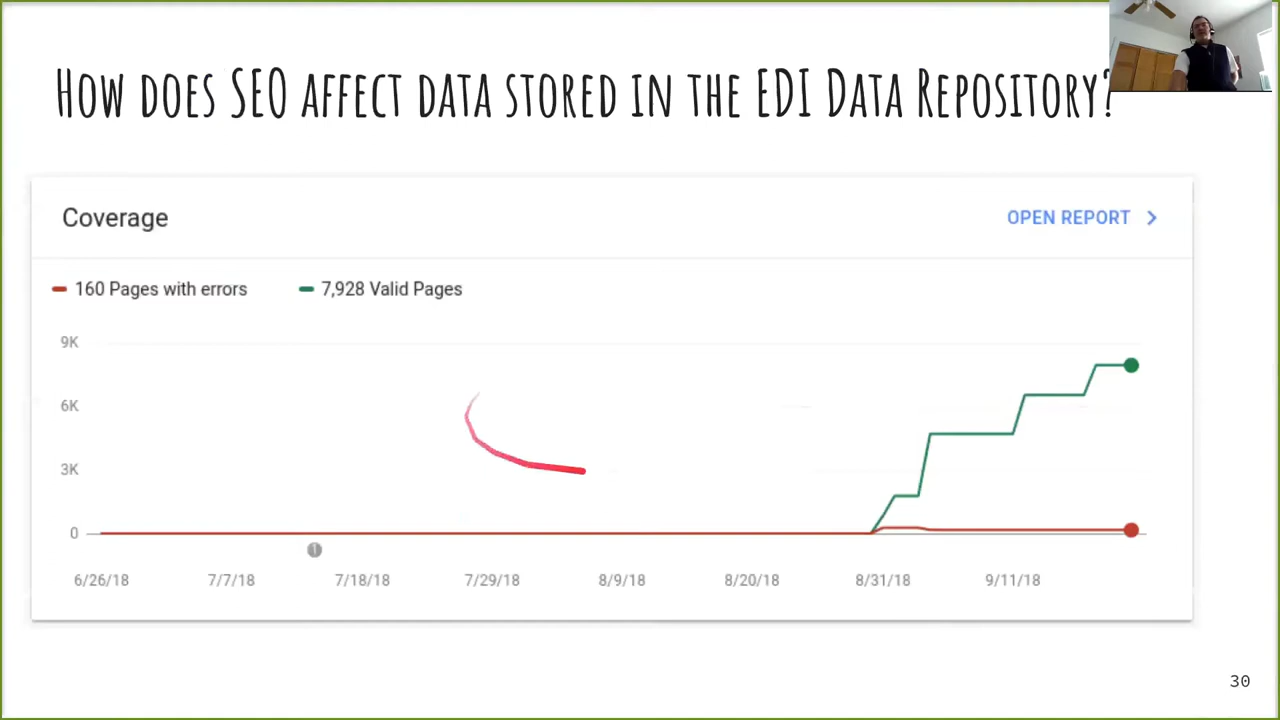 How does SEO affect data stored in the EDI Data Repository?
Coverage
OPEN REPORT
160 Pages with errors
7,928 Valid Pages
9K
6K
3K
0
1
6/26/18 7/7/18 7/18/18 7/29/18 8/9/18 8/20/18 8/31/18 9/11/18
30